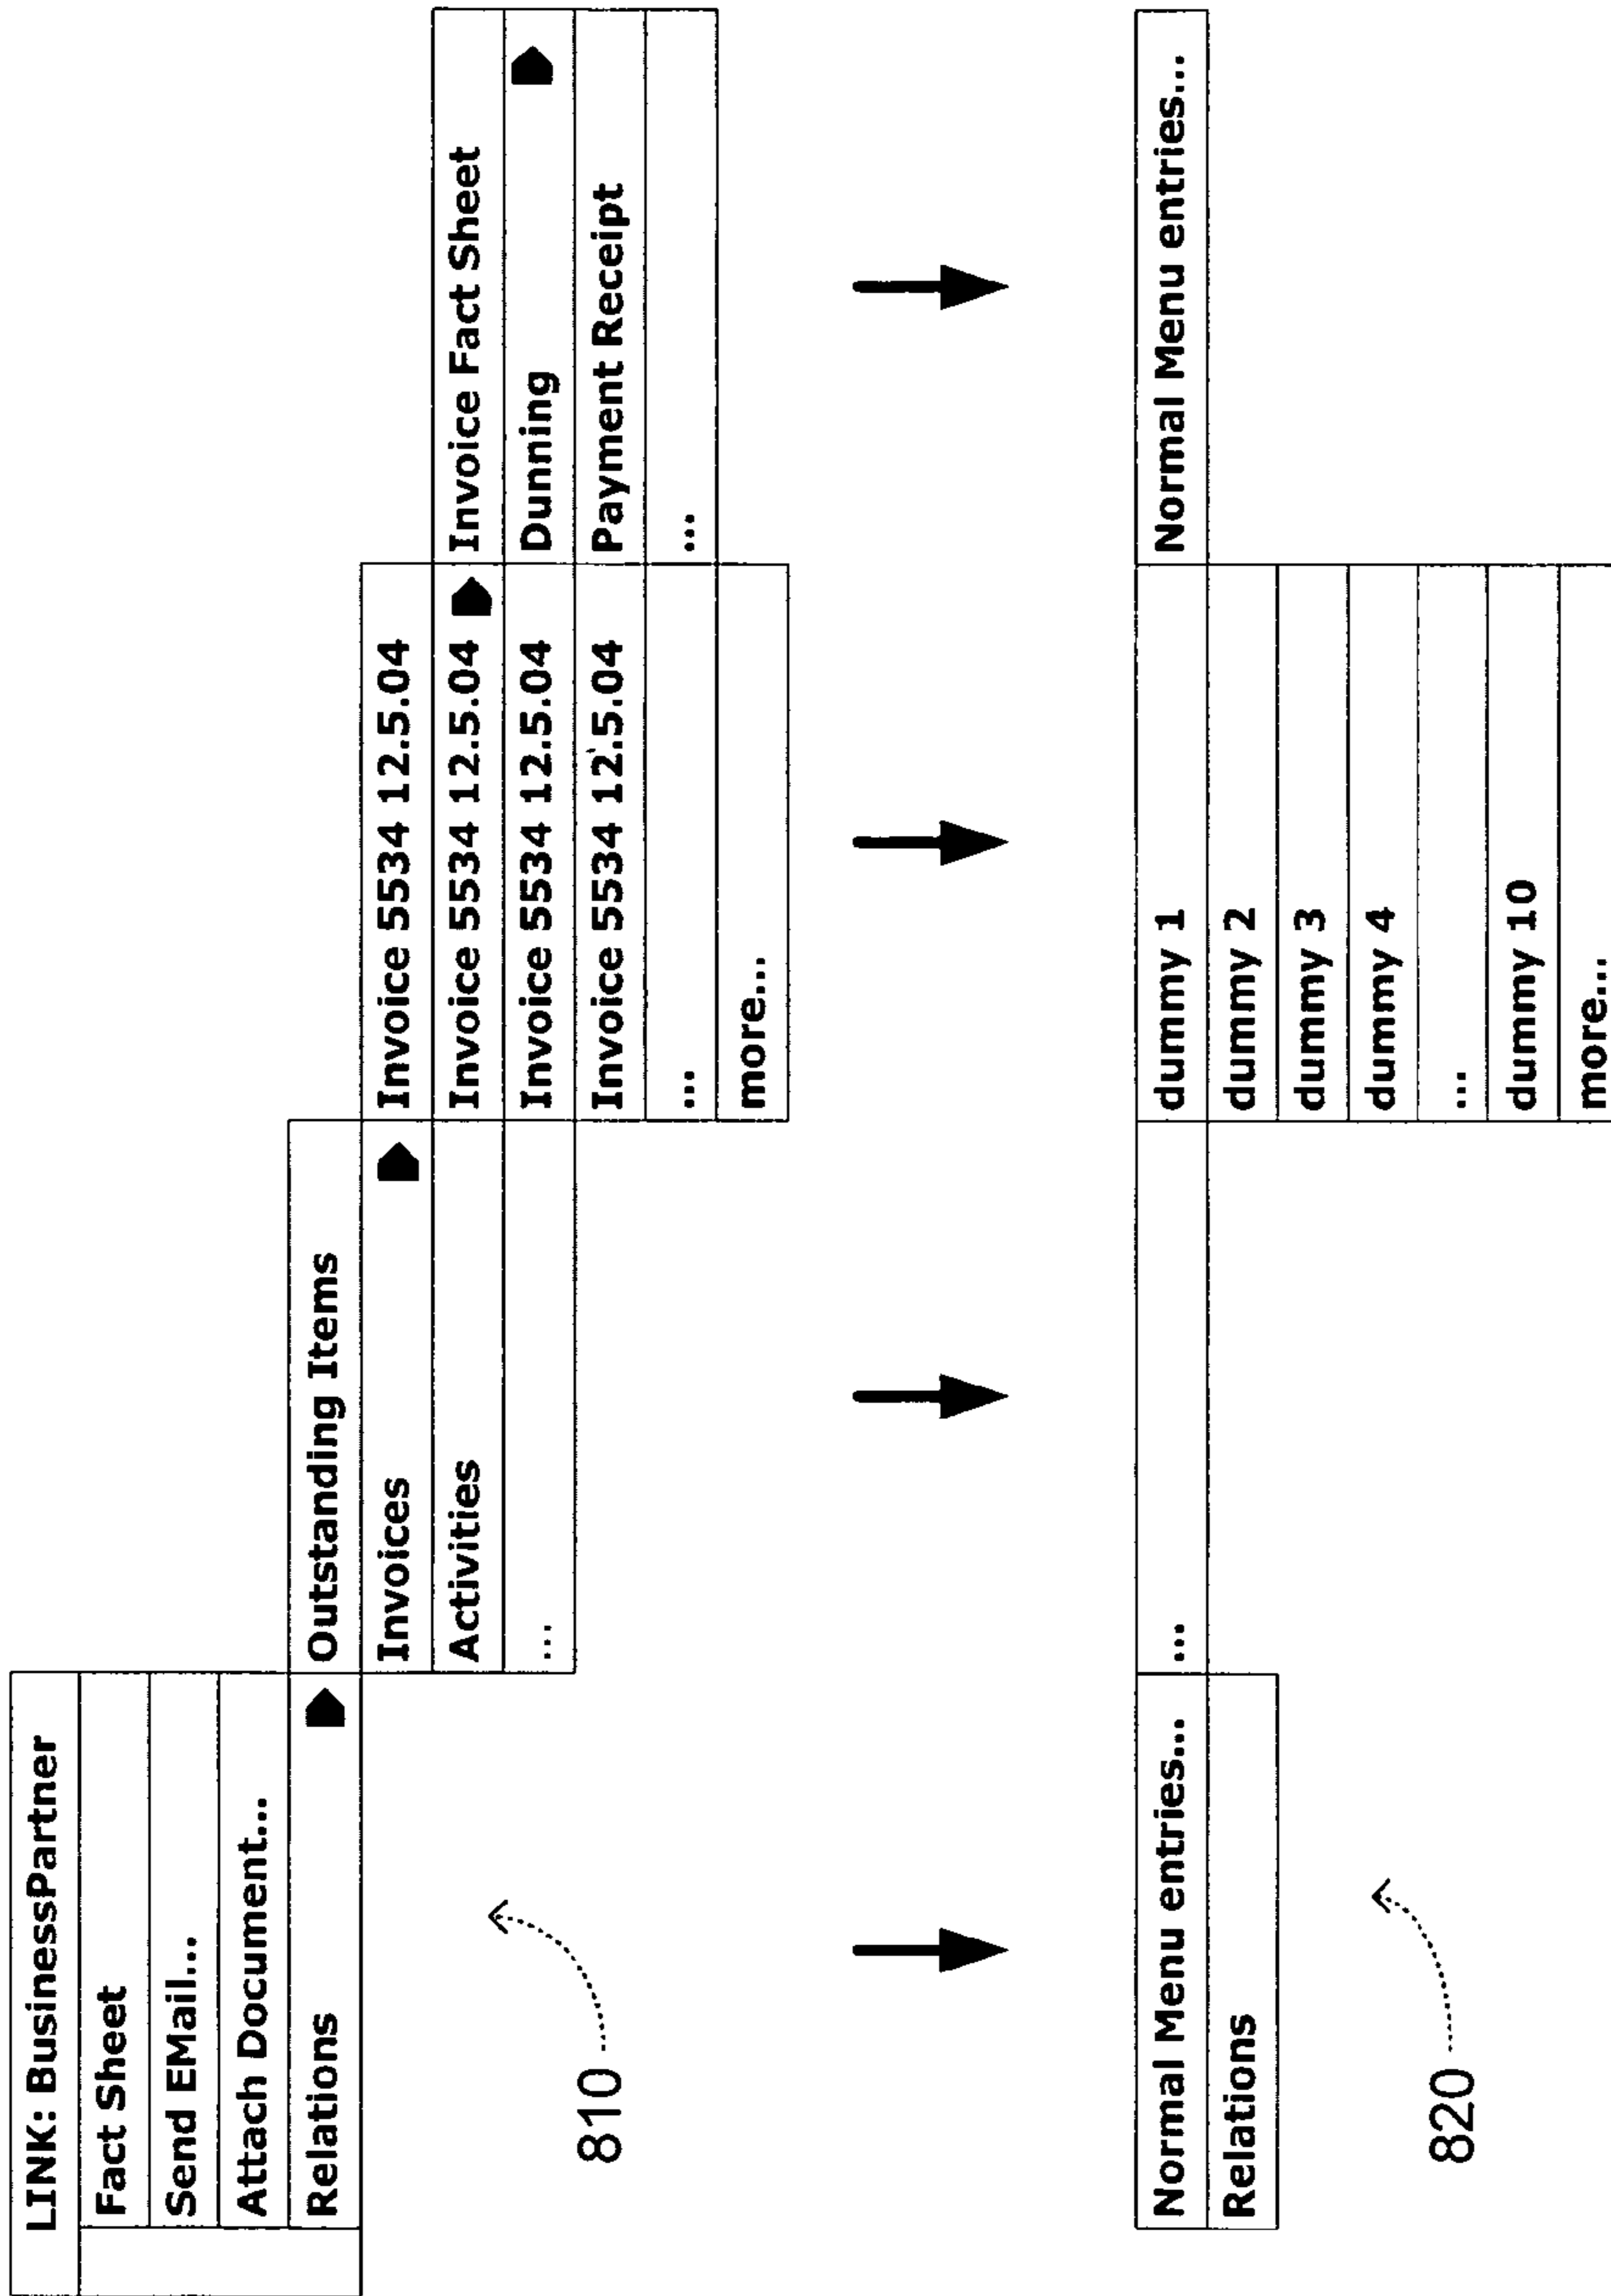 LINK: BusinessPartner
Fact Sheet
Send EMail...
Attach Document...
Relations
Outstanding Items
Invoices
Activities
...
Invoice 5534 12.5.04
Invoice 5534 12.5.04
Invoice 5534 12.5.04
Invoice 5534 12.5.04
...
more...
Invoice Fact Sheet
Dunning
Payment Receipt
...
810
Normal Menu entries...
Relations
...
dummy 1
dummy 2
dummy 3
dummy 4
...
dummy 10
more...
Normal Menu entries...
820